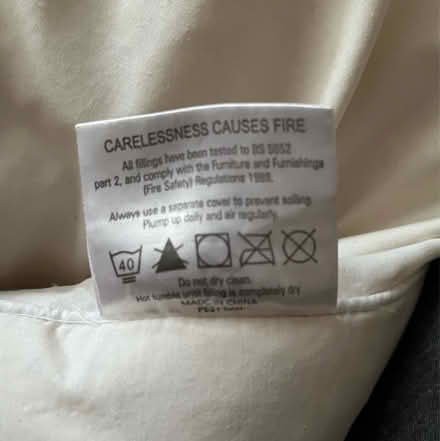 CARELESSNESS CAUSES FIRE
All fillings have been tested to BS 5852
part 2, and comply with the Furniture and Furnishings
(Fire Safety) Regulations 1988.
Always use a separate cover to prevent soiling.
Plump up daily and air regularly.
40
Do not dry clean.
Hot tumble until filling is completely dry
MADE IN CHINA